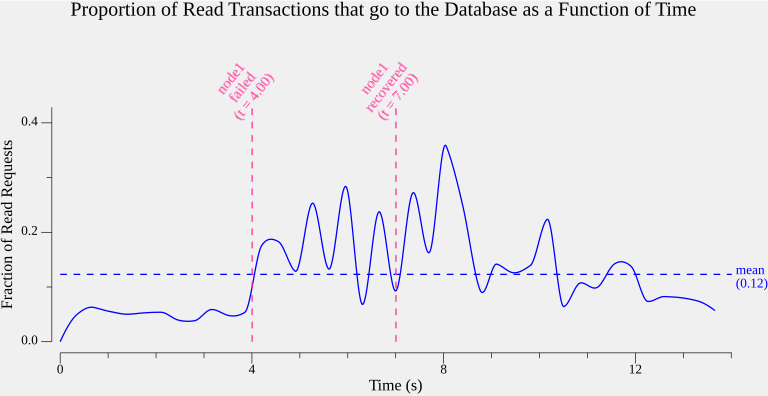 Proportion of Read Transactions that go to the Database as a Function of Time
node1
failed
(t = 4.00)
node1
recovered
(t = 7.00)
Fraction of Read Requests
0.4
0.2
0.0
mean
(0.12)
0
4
8
12
Time (s)